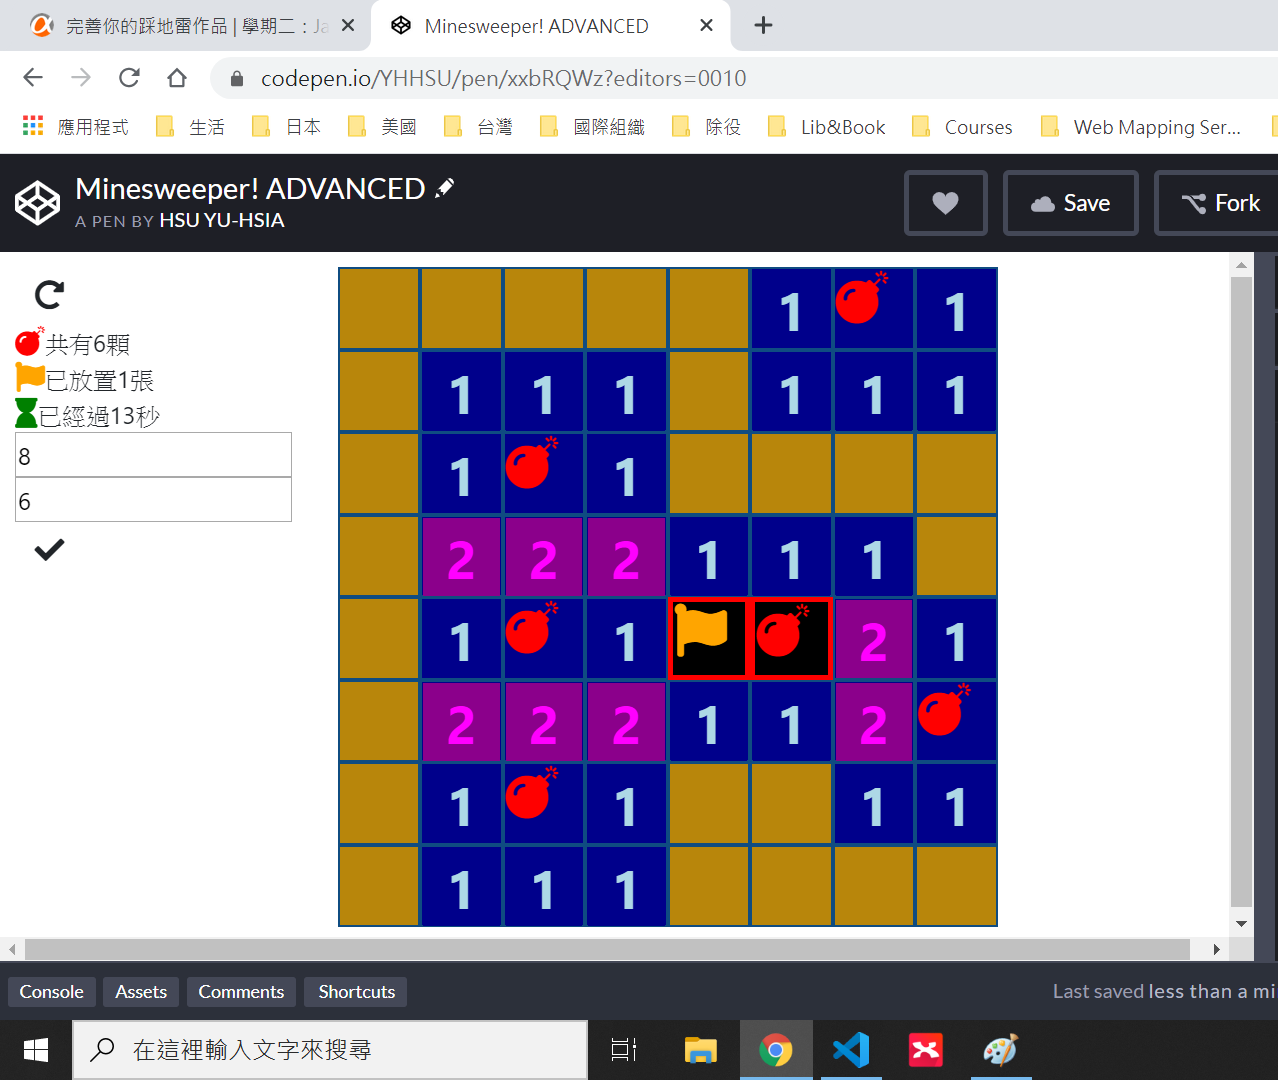 完善你的踩地雷作品 | 學期二：Ja
Minesweeper! ADVANCED
codepen.io/YHHSU/pen/xxbRQWz?editors=0010
應用程式 生活 日本 美國 台灣 國際組織 除役 Lib&Book Courses Web Mapping Ser...
Minesweeper! ADVANCED
A PEN BY HSU YU-HSIA
Save
Fork
共有6顆
已放置1張
已經過13秒
8
6
1 1
1 1 1 1 1 1
1 1
2 2 2 1 1 1
1 1 2 1
2 2 2 1 1 2
1 1 1 1
1 1 1
Console Assets Comments Shortcuts
Last saved less than a mi
在這裡輸入文字來搜尋